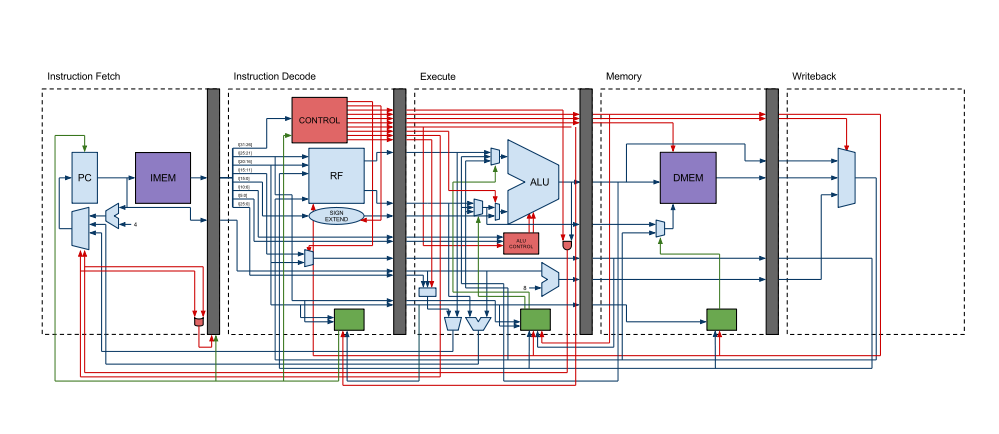 Instruction Fetch
Instruction Decode
Execute
Memory
Writeback
CONTROL
I[31:26]
I[25:21]
I[20:16]
I[15:11]
I[15:0]
I[10:6]
I[5:0]
I[25:0]
PC
IMEM
RF
ALU
DMEM
SIGN
EXTEND
4
ALU
CONTROL
8